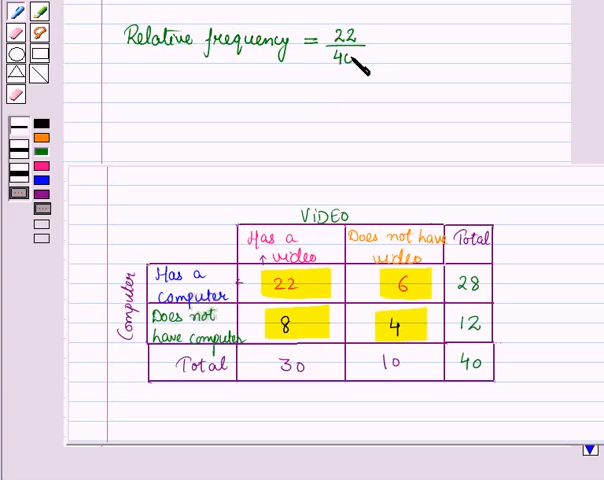 Relative frequency = 22/40
VIDEO
Has a Does not have Total
video video
Computer
Has a
computer 22 6 28
Does not
have computer 8 4 12
Total 30 10 40